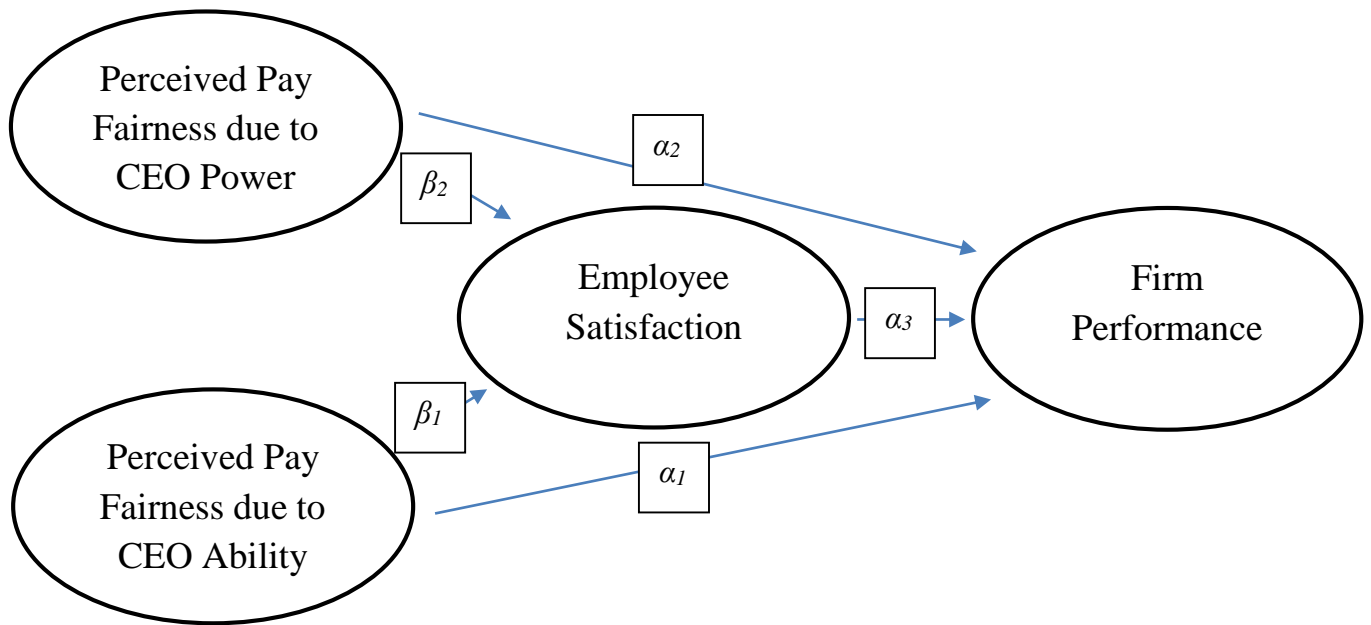 Perceived Pay
Fairness due to
CEO Power
α2
β2
Employee
Satisfaction
α3
Firm
Performance
β1
Perceived Pay
Fairness due to
CEO Ability
α1